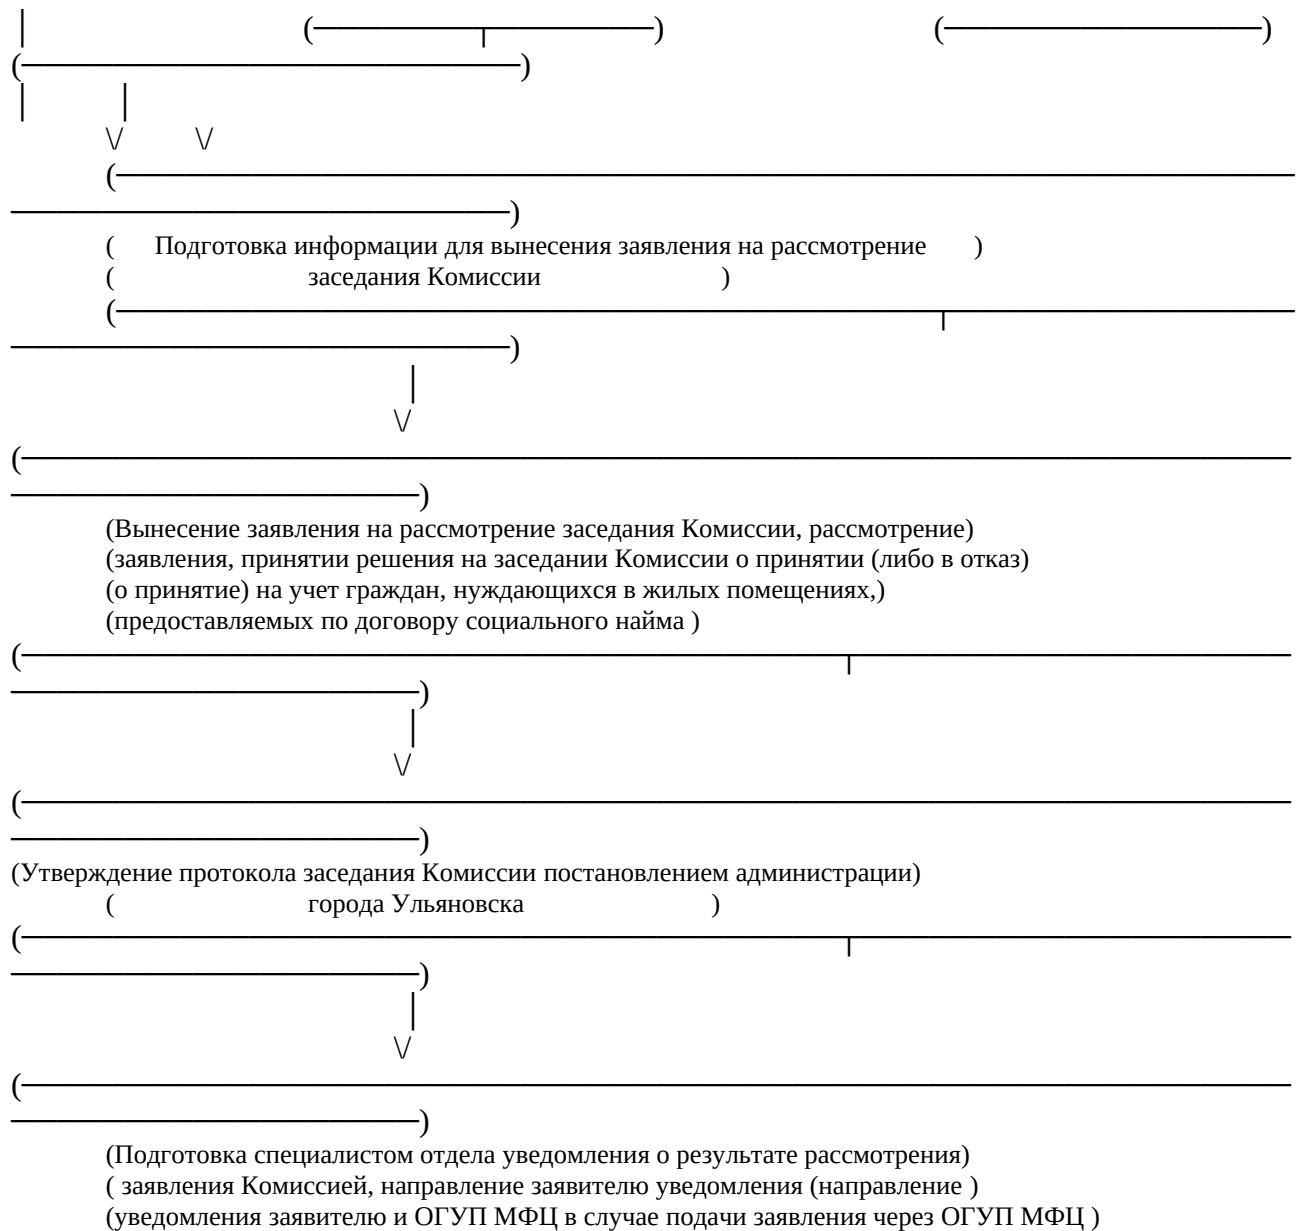 ( Подготовка информации для вынесения заявления на рассмотрение )
( заседания Комиссии )
(Вынесение заявления на рассмотрение заседания Комиссии, рассмотрение)
(заявления, принятии решения на заседании Комиссии о принятии (либо в отказ)
(о принятие) на учет граждан, нуждающихся в жилых помещениях,)
(предоставляемых по договору социального найма )
(Утверждение протокола заседания Комиссии постановлением администрации)
( города Ульяновска )
(Подготовка специалистом отдела уведомления о результате рассмотрения)
( заявления Комиссией, направление заявителю уведомления (направление )
(уведомления заявителю и ОГУП МФЦ в случае подачи заявления через ОГУП МФЦ )